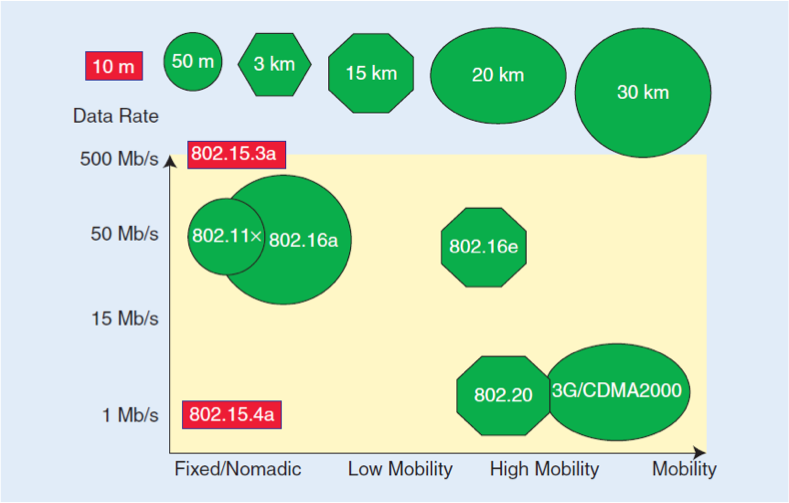 10 m
50 m
3 km
15 km
20 km
30 km
Data Rate
500 Mb/s
802.15.3a
50 Mb/s
802.11×
802.16a
802.16e
15 Mb/s
1 Mb/s
802.15.4a
802.20
3G/CDMA2000
Fixed/Nomadic
Low Mobility
High Mobility
Mobility